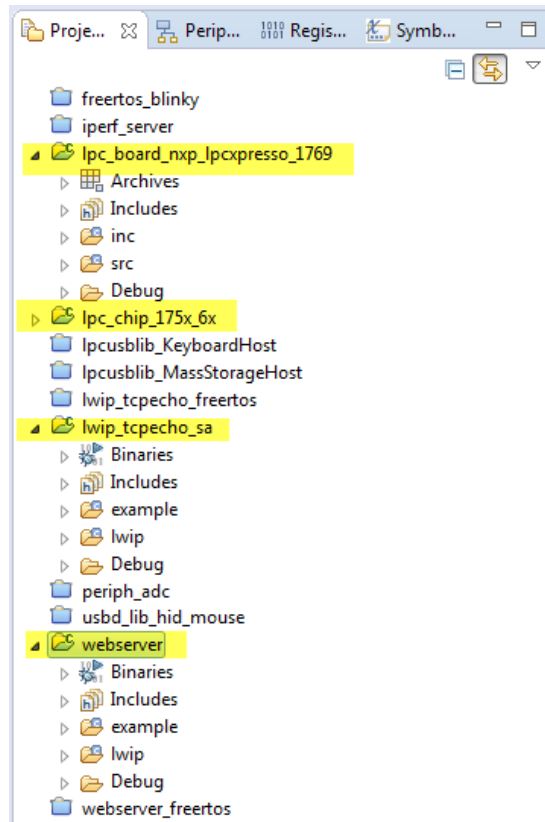 Proje... Perip... Regis... Symb...
freertos_blinky
iperf_server
lpc_board_nxp_lpcxpresso_1769
Archives
Includes
inc
src
Debug
lpc_chip_175x_6x
lpcusblib_KeyboardHost
lpcusblib_MassStorageHost
lwip_tcpecho_freertos
lwip_tcpecho_sa
Binaries
Includes
example
lwip
Debug
periph_adc
usbd_lib_hid_mouse
webserver
Binaries
Includes
example
lwip
Debug
webserver_freertos